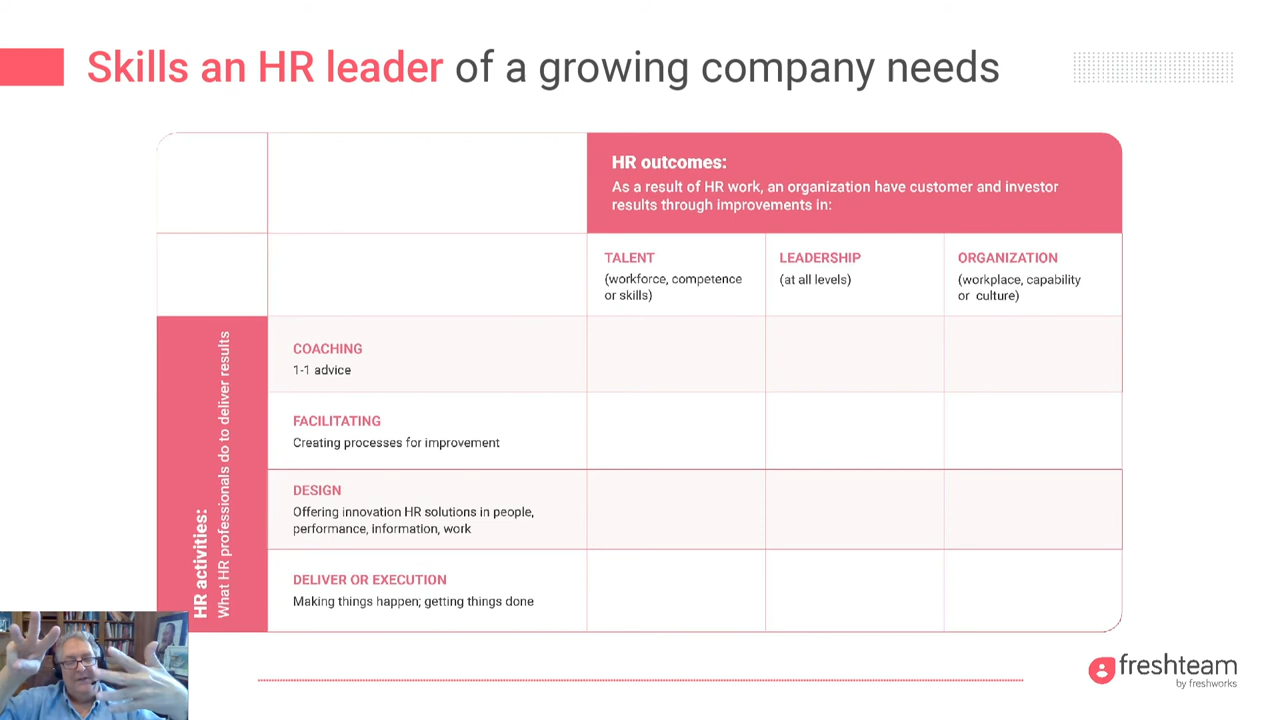 Skills an HR leader of a growing company needs
HR outcomes:
As a result of HR work, an organization have customer and investor
results through improvements in:
TALENT
(workforce, competence
or skills)
LEADERSHIP
(at all levels)
ORGANIZATION
(workplace, capability
or culture)
HR activities:
What HR professionals do to deliver results
COACHING
1-1 advice
FACILITATING
Creating processes for improvement
DESIGN
Offering innovation HR solutions in people,
performance, information, work
DELIVER OR EXECUTION
Making things happen; getting things done
freshteam
by freshworks